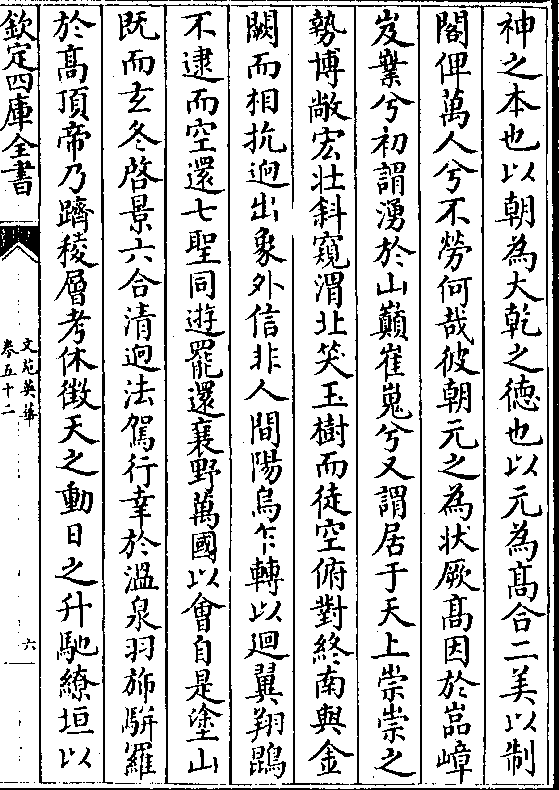 神之本也以朝為大乾之德也以元為髙合二美以制
閣俾萬人兮不勞何哉彼朝元之為狀厥髙因於嵓嶂
岌嶪兮初謂湧於山巔崔嵬兮又謂居于天上崇崇之
勢博敞宏壯斜窺渭北笑玉樹而徒空俯對終南與金
闕而相抗逈出象外信非人間陽烏乍轉以廻翼翔鵾
不逮而空還七聖同遊罷還襄野萬國以會自是塗山
既而玄冬啓景六合清逈法駕行幸於溫泉羽斾駢羅
於髙頂帝乃躋稜層考休徴天之動日之升馳繚垣以
欽定四庫全書
文苑英華
卷五十二
六